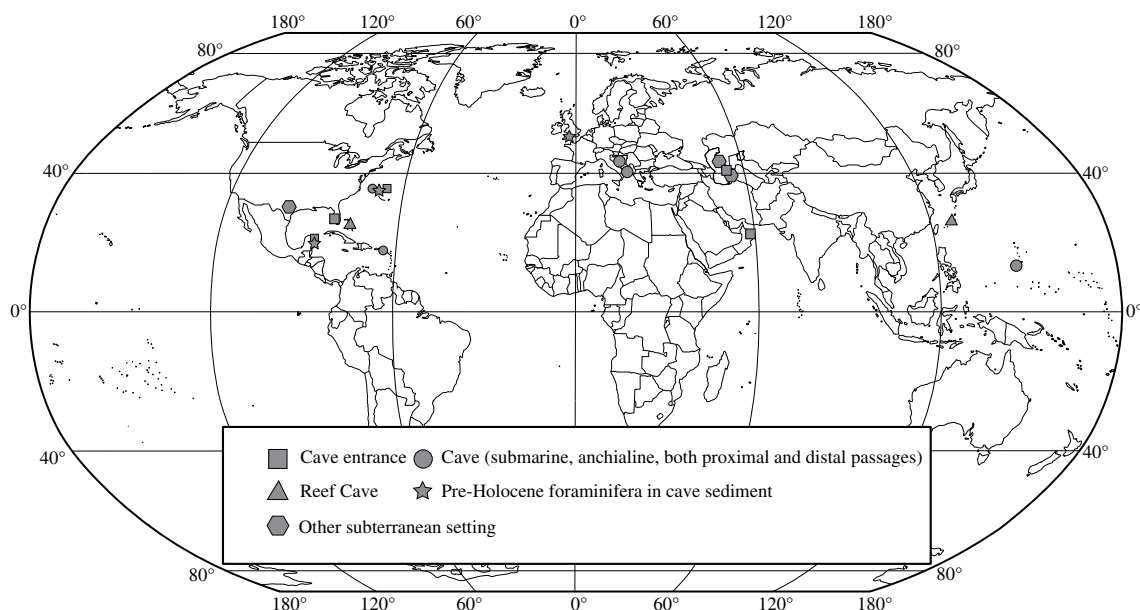 180° 120° 60° 0° 60° 120° 180°
80° 80°
40° 40°
0° 0°
40° 40°
Cave entrance Cave (submarine, anchialine, both proximal and distal passages)
Reef Cave Pre-Holocene foraminifera in cave sediment
Other subterranean setting
80° 80°
180° 120° 60° 0° 60° 120° 180°